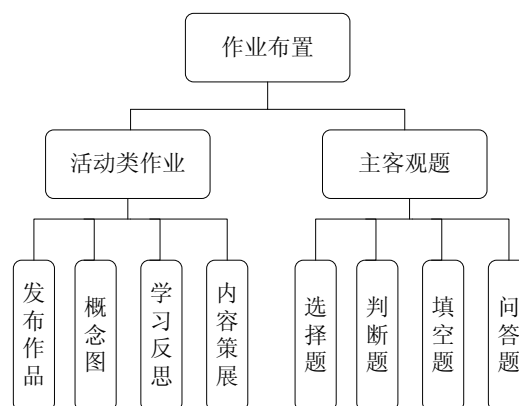 作业布置
活动类作业
主客观题
发布作品
概念图
学习反思
内容策展
选择题
判断题
填空题
问答题